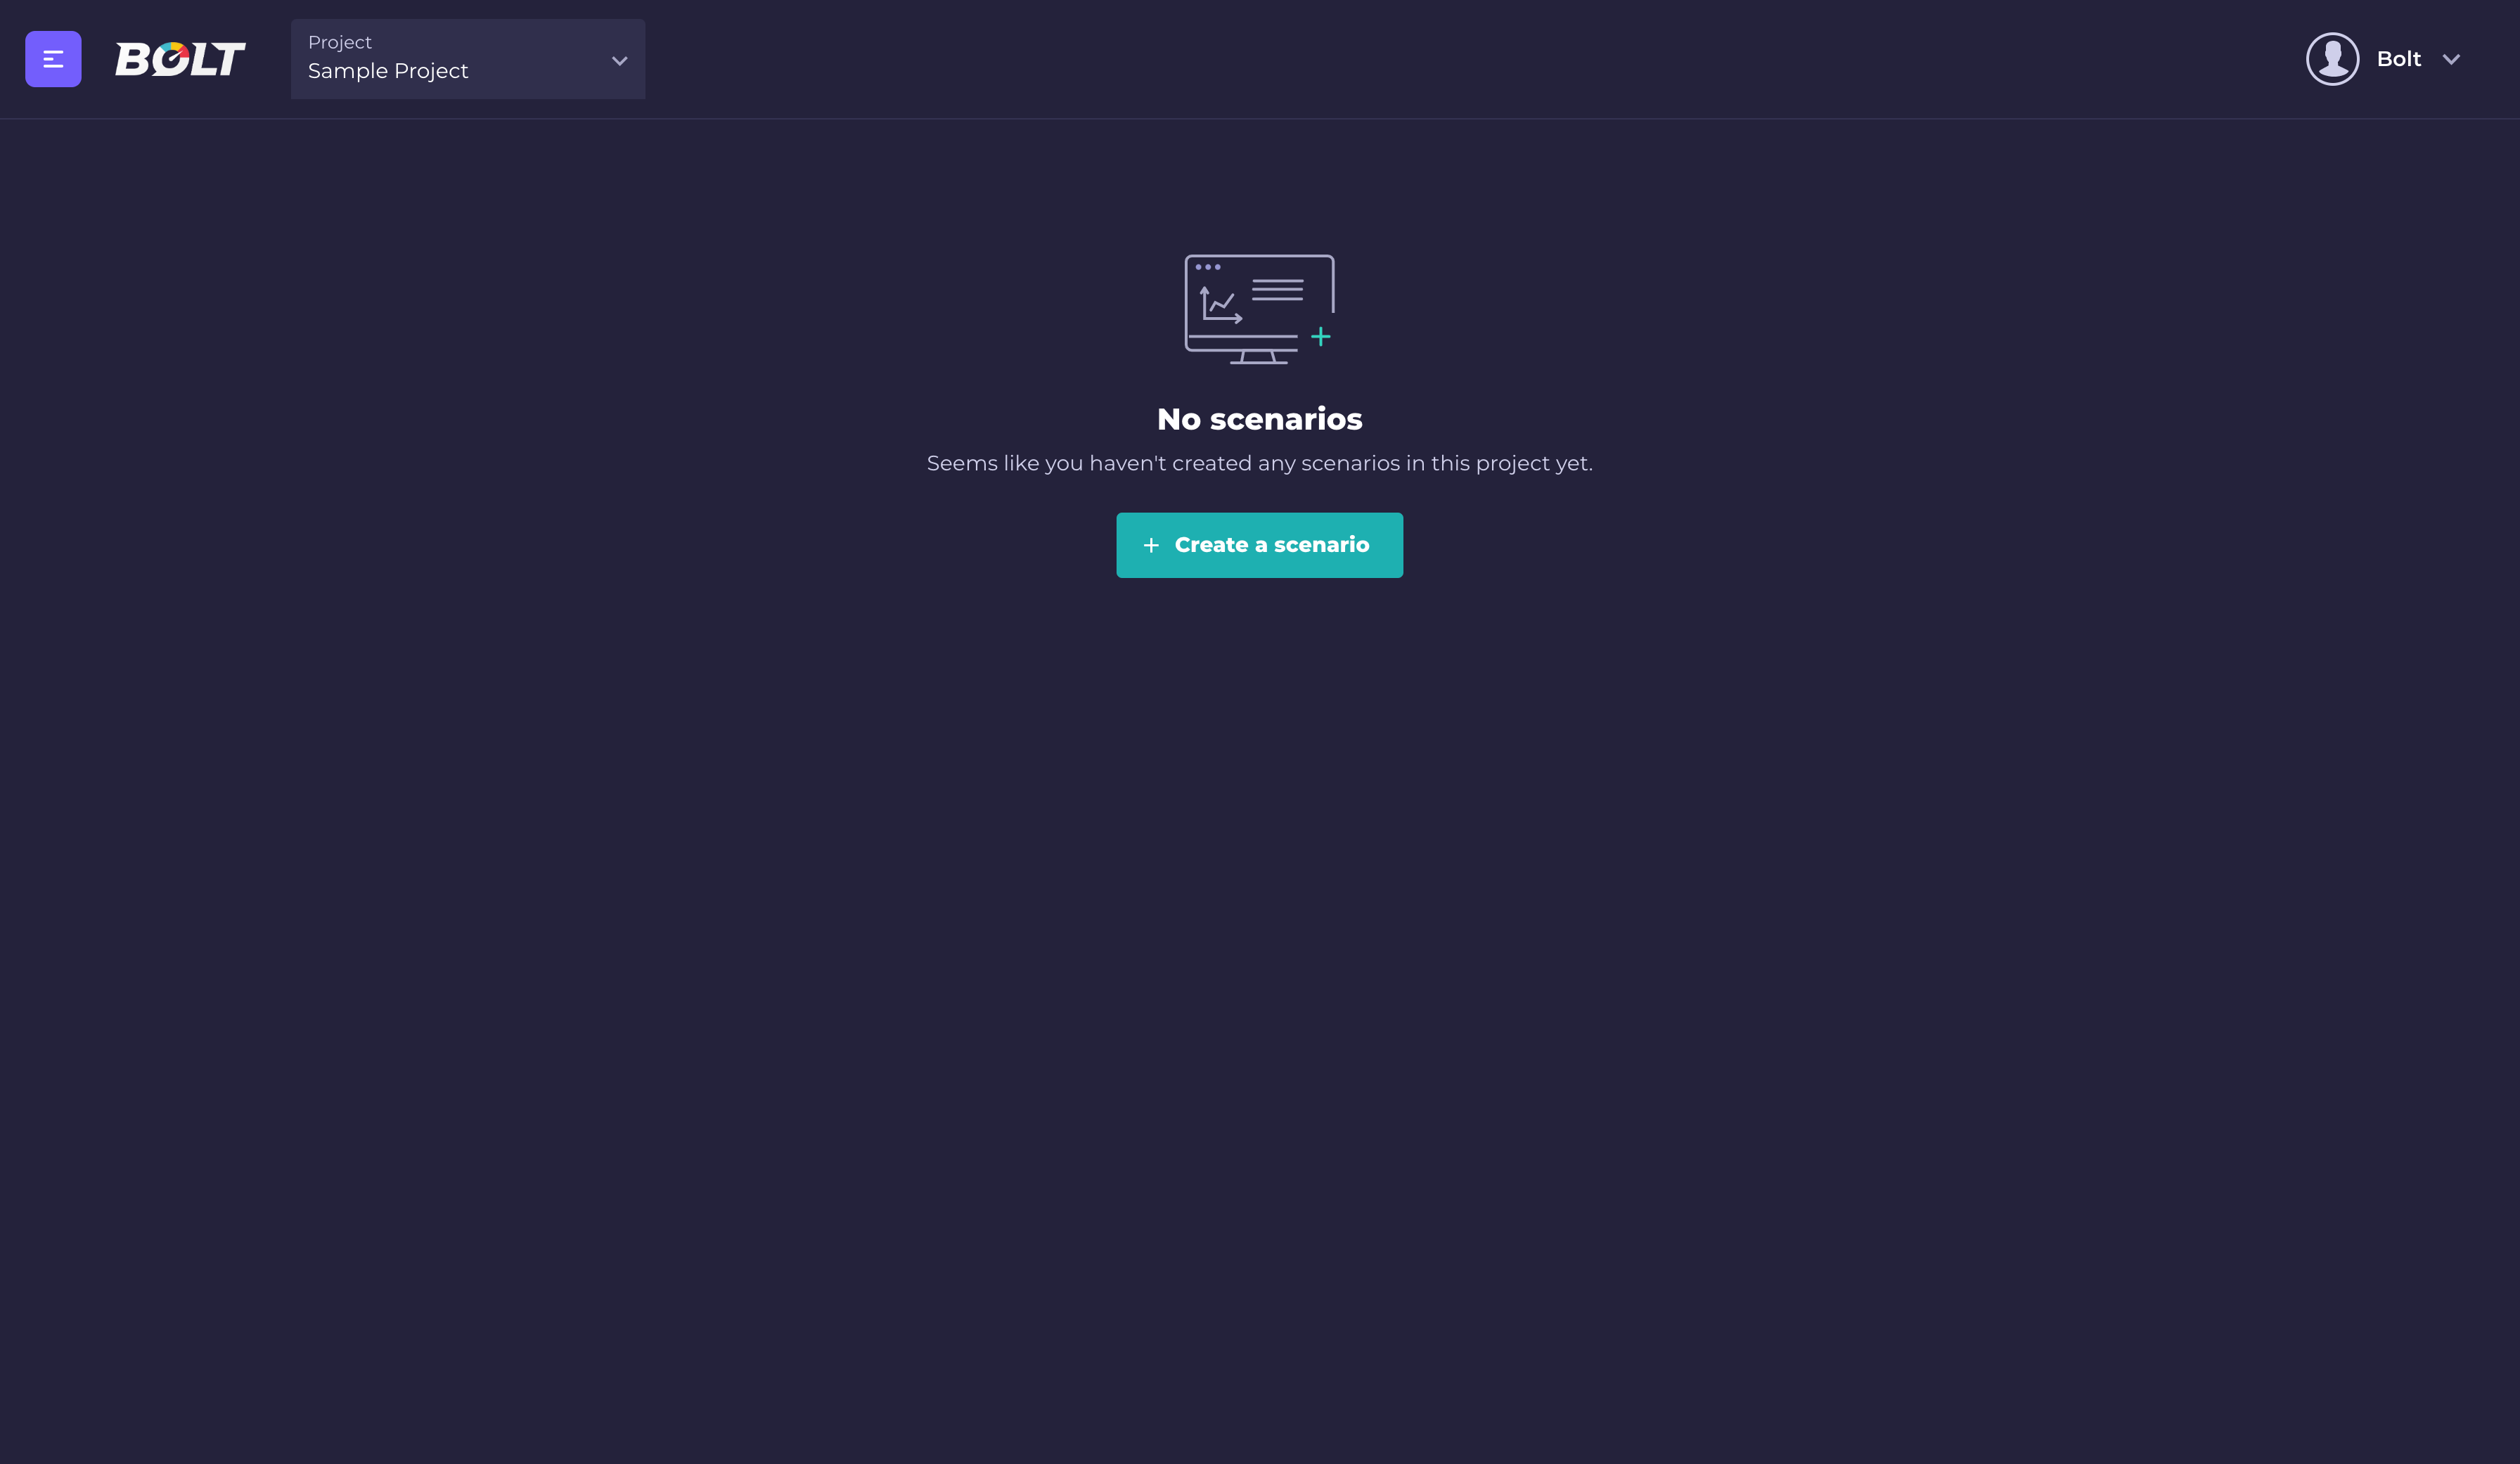 BOLT
Project
Sample Project
Bolt
No scenarios
Seems like you haven't created any scenarios in this project yet.
+ Create a scenario